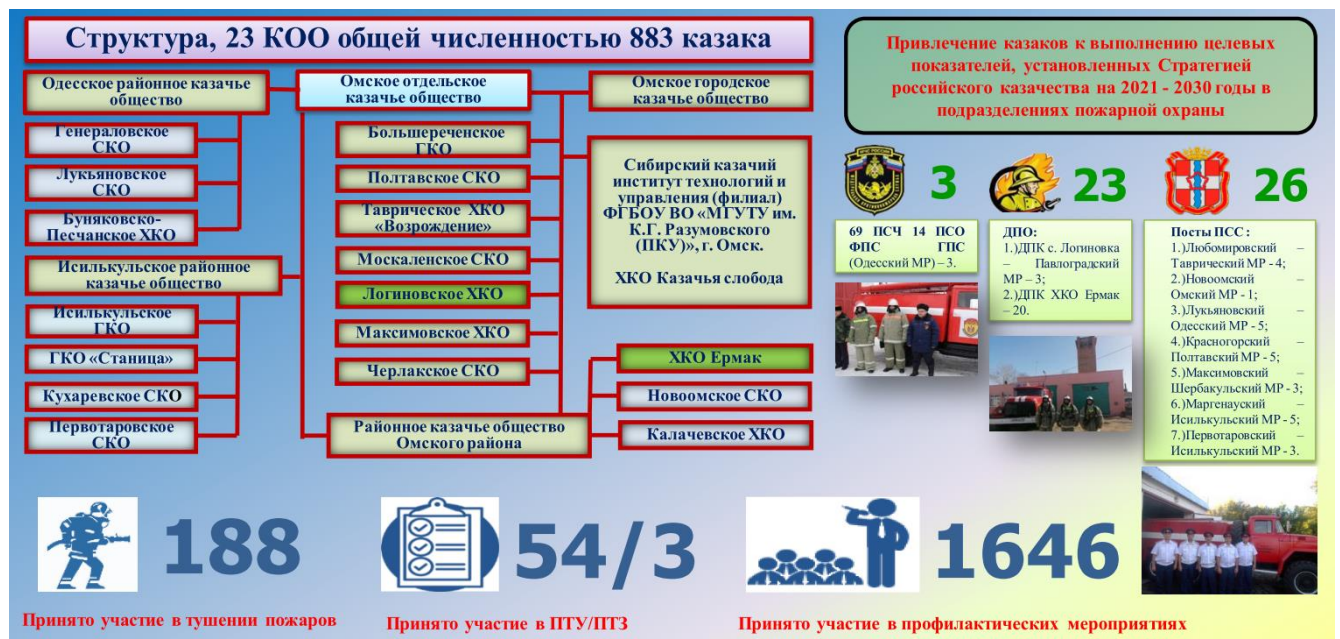 Структура, 23 КОО общей численностью 883 казака
Одесское районное казачье
общество
Генераловское
СКО
Лукьяновское
СКО
Буняковско-
Песчанское ХКО
Исилькульское районное
казачье общество
Исилькульское
ГКО
ГКО «Станица»
Кухаревское СКО
Первотаровское
СКО
Омское отдельское
казачье общество
Большереченское
ГКО
Полтавское СКО
Таврическое ХКО
«Возрождение»
Москаленское СКО
Логиновское ХКО
Максимовское ХКО
Черлакское СКО
Районное казачье общество
Омского района
Омское городское
казачье общество
Сибирский казачий
институт технологий и
управления (филиал)
ФГБОУ ВО «МГУТУ им.
К.Г. Разумовского
(ПКУ)», г. Омск.
ХКО Казачья слобода
ХКО Ермак
Новоомское СКО
Калачевское ХКО
Привлечение казаков к выполнению целевых
показателей, установленных Стратегией
российского казачества на 2021 - 2030 годы в
подразделениях пожарной охраны
3
69 ПСЧ 14 ПСО
ФПС ГПС
(Одесский МР) – 3.
23
ДПО:
1.)ДПК с. Логиновка
– Павлоградский
МР – 3;
2.)ДПК ХКО Ермак
– 20.
26
Посты ПСС :
1.)Любомировский –
Таврический МР - 4;
2.)Новоомский –
Омский МР - 1;
3.)Лукьяновский –
Одесский МР - 5;
4.)Красногорский –
Полтавский МР - 5;
5.)Максимовский –
Шербакульский МР - 3;
6.)Маргенауский –
Исилькульский МР - 5;
7.)Первотаровский –
Исилькульский МР - 3.
188
Принято участие в тушении пожаров
54/3
Принято участие в ПТУ/ПТЗ
1646
Принято участие в профилактических мероприятиях